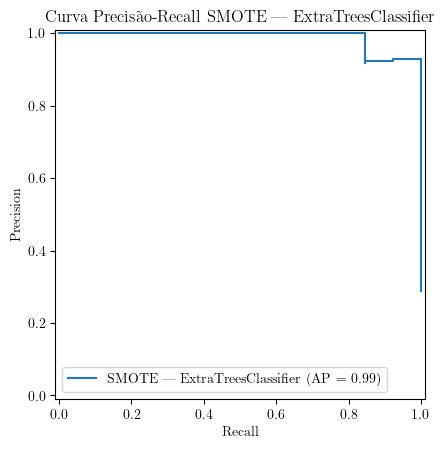 Curva Precisão-Recall SMOTE — ExtraTreesClassifier
1.0
0.8
0.6
0.4
0.2
0.0
Precision
SMOTE — ExtraTreesClassifier (AP = 0.99)
0.0 0.2 0.4 0.6 0.8 1.0
Recall